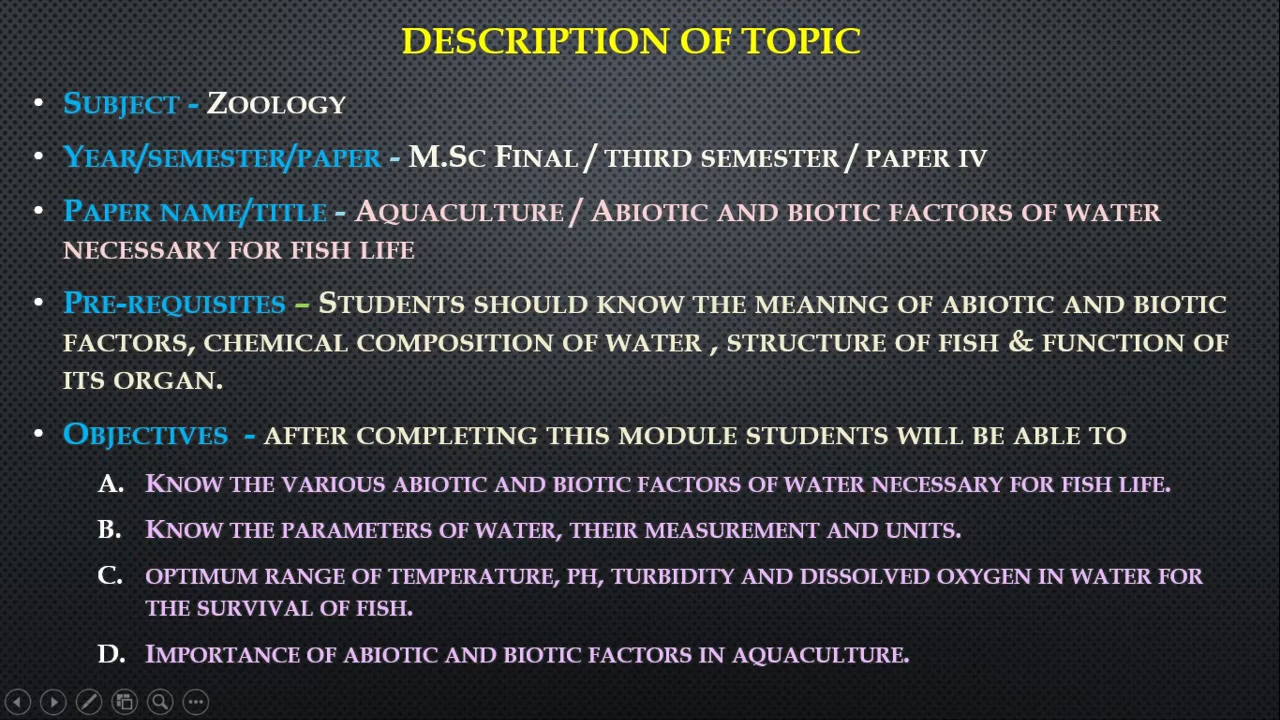 DESCRIPTION OF TOPIC
• SUBJECT - ZOOLOGY
• YEAR/SEMESTER/PAPER - M.SC FINAL / THIRD SEMESTER / PAPER IV
• PAPER NAME/TITLE - AQUACULTURE / ABIOTIC AND BIOTIC FACTORS OF WATER
NECESSARY FOR FISH LIFE
• PRE-REQUISITES – STUDENTS SHOULD KNOW THE MEANING OF ABIOTIC AND BIOTIC
FACTORS, CHEMICAL COMPOSITION OF WATER , STRUCTURE OF FISH & FUNCTION OF
ITS ORGAN.
• OBJECTIVES - AFTER COMPLETING THIS MODULE STUDENTS WILL BE ABLE TO
A. KNOW THE VARIOUS ABIOTIC AND BIOTIC FACTORS OF WATER NECESSARY FOR FISH LIFE.
B. KNOW THE PARAMETERS OF WATER, THEIR MEASUREMENT AND UNITS.
C. OPTIMUM RANGE OF TEMPERATURE, PH, TURBIDITY AND DISSOLVED OXYGEN IN WATER FOR
THE SURVIVAL OF FISH.
D. IMPORTANCE OF ABIOTIC AND BIOTIC FACTORS IN AQUACULTURE.